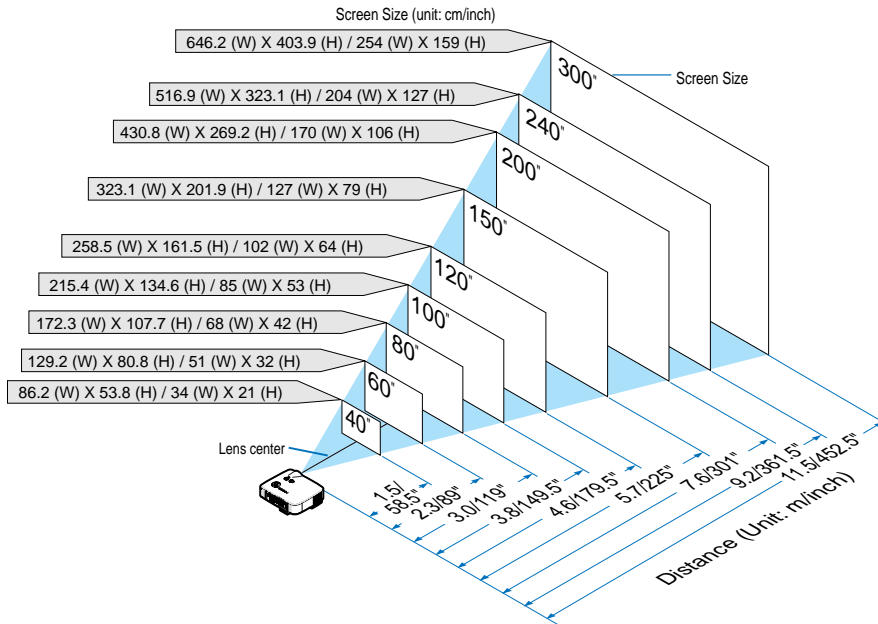 Screen Size (unit: cm/inch)
646.2 (W) X 403.9 (H) / 254 (W) X 159 (H)
300"
Screen Size
516.9 (W) X 323.1 (H) / 204 (W) X 127 (H)
240"
430.8 (W) X 269.2 (H) / 170 (W) X 106 (H)
200"
323.1 (W) X 201.9 (H) / 127 (W) X 79 (H)
150"
258.5 (W) X 161.5 (H) / 102 (W) X 64 (H)
120"
215.4 (W) X 134.6 (H) / 85 (W) X 53 (H)
100"
172.3 (W) X 107.7 (H) / 68 (W) X 42 (H)
80"
129.2 (W) X 80.8 (H) / 51 (W) X 32 (H)
60"
86.2 (W) X 53.8 (H) / 34 (W) X 21 (H)
40"
Lens center
1.5/
58.5"
2.3/89"
3.0/119"
3.8/149.5"
4.6/179.5"
5.7/225"
7.6/301"
9.2/361.5"
11.5/452.5"
Distance (Unit: m/inch)